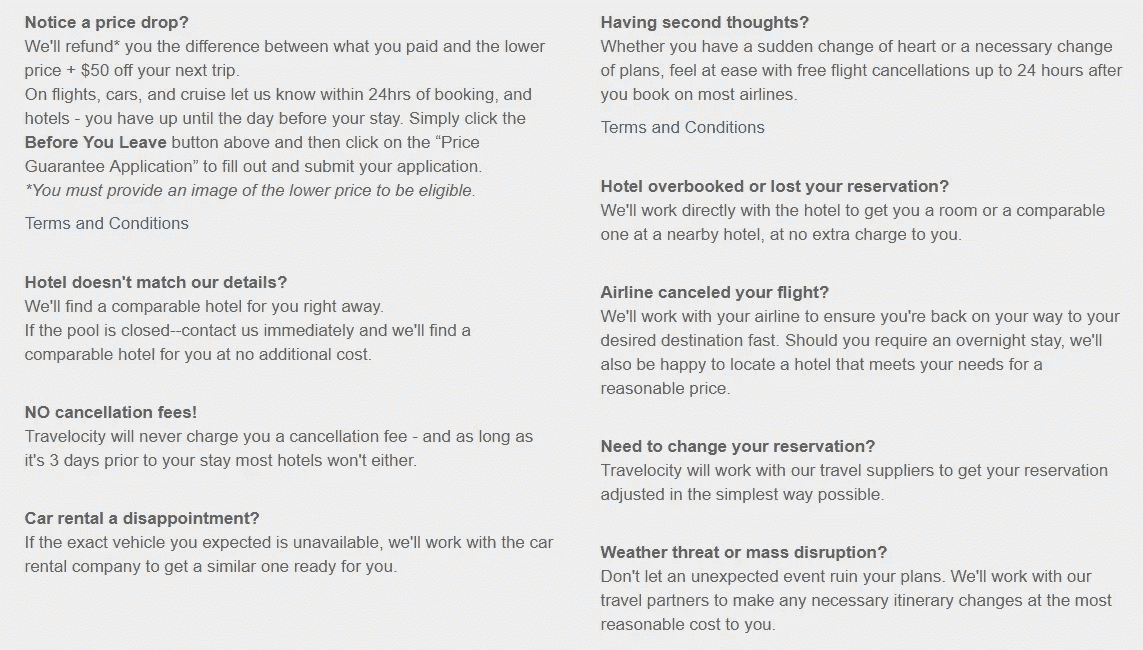 Notice a price drop?
We'll refund* you the difference between what you paid and the lower
price + $50 off your next trip.
On flights, cars, and cruise let us know within 24hrs of booking, and
hotels - you have up until the day before your stay. Simply click the
Before You Leave button above and then click on the “Price
Guarantee Application” to fill out and submit your application.
*You must provide an image of the lower price to be eligible.
Terms and Conditions
Hotel doesn't match our details?
We'll find a comparable hotel for you right away.
If the pool is closed--contact us immediately and we'll find a
comparable hotel for you at no additional cost.
NO cancellation fees!
Travelocity will never charge you a cancellation fee - and as long as
it's 3 days prior to your stay most hotels won't either.
Car rental a disappointment?
If the exact vehicle you expected is unavailable, we'll work with the car
rental company to get a similar one ready for you.
Having second thoughts?
Whether you have a sudden change of heart or a necessary change
of plans, feel at ease with free flight cancellations up to 24 hours after
you book on most airlines.
Terms and Conditions
Hotel overbooked or lost your reservation?
We'll work directly with the hotel to get you a room or a comparable
one at a nearby hotel, at no extra charge to you.
Airline canceled your flight?
We'll work with your airline to ensure you're back on your way to your
desired destination fast. Should you require an overnight stay, we'll
also be happy to locate a hotel that meets your needs for a
reasonable price.
Need to change your reservation?
Travelocity will work with our travel suppliers to get your reservation
adjusted in the simplest way possible.
Weather threat or mass disruption?
Don't let an unexpected event ruin your plans. We'll work with our
travel partners to make any necessary itinerary changes at the most
reasonable cost to you.